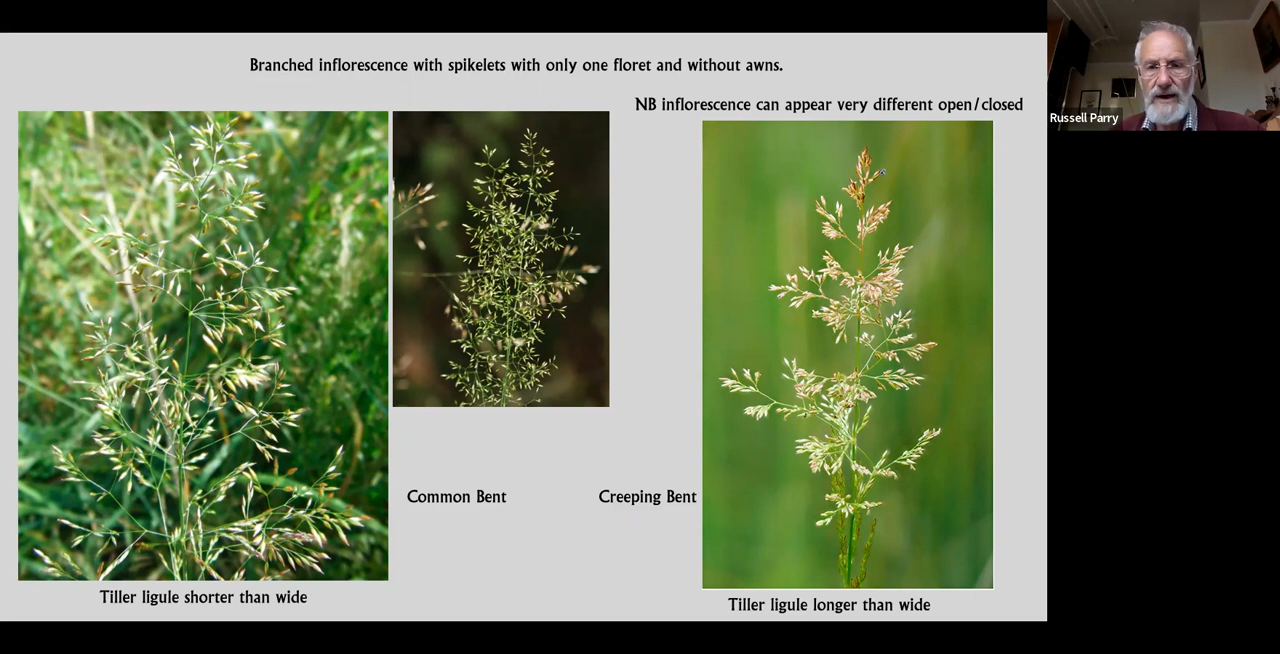 Branched inflorescence with spikelets with only one floret and without awns.
NB inflorescence can appear very different open/closed
Russell Parry
Common Bent
Creeping Bent
Tiller ligule shorter than wide
Tiller ligule longer than wide